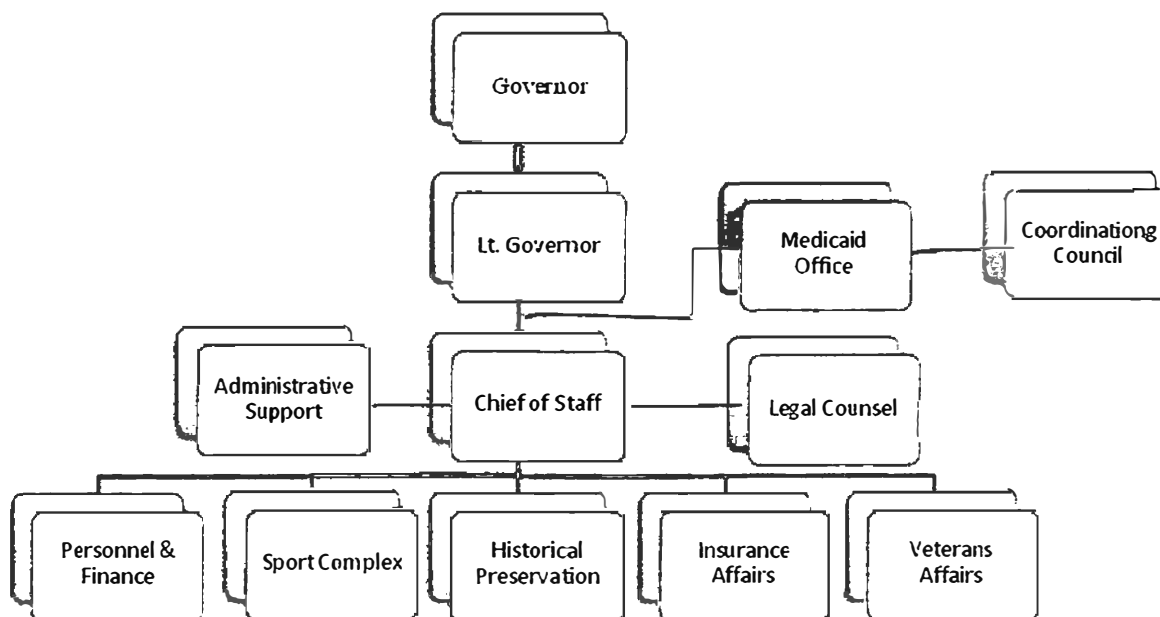 Governor
Lt. Governor
Medicaid
Office
Coordinationg
Council
Administrative
Support
Chief of Staff
Legal Counsel
Personnel &
Finance
Sport Complex
Historical
Preservation
Insurance
Affairs
Veterans
Affairs